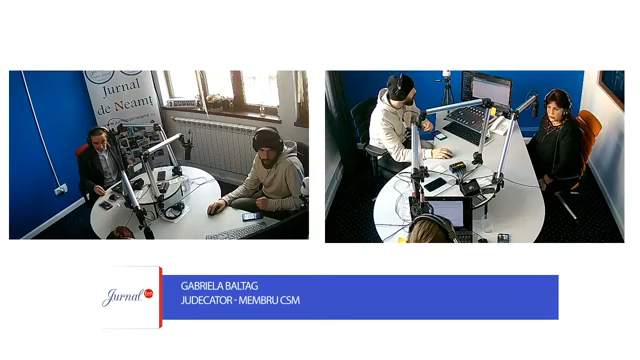 Jurnal
de Neamț
Jurnal
GABRIELA BALTAG
JUDECATOR - MEMBRU CSM